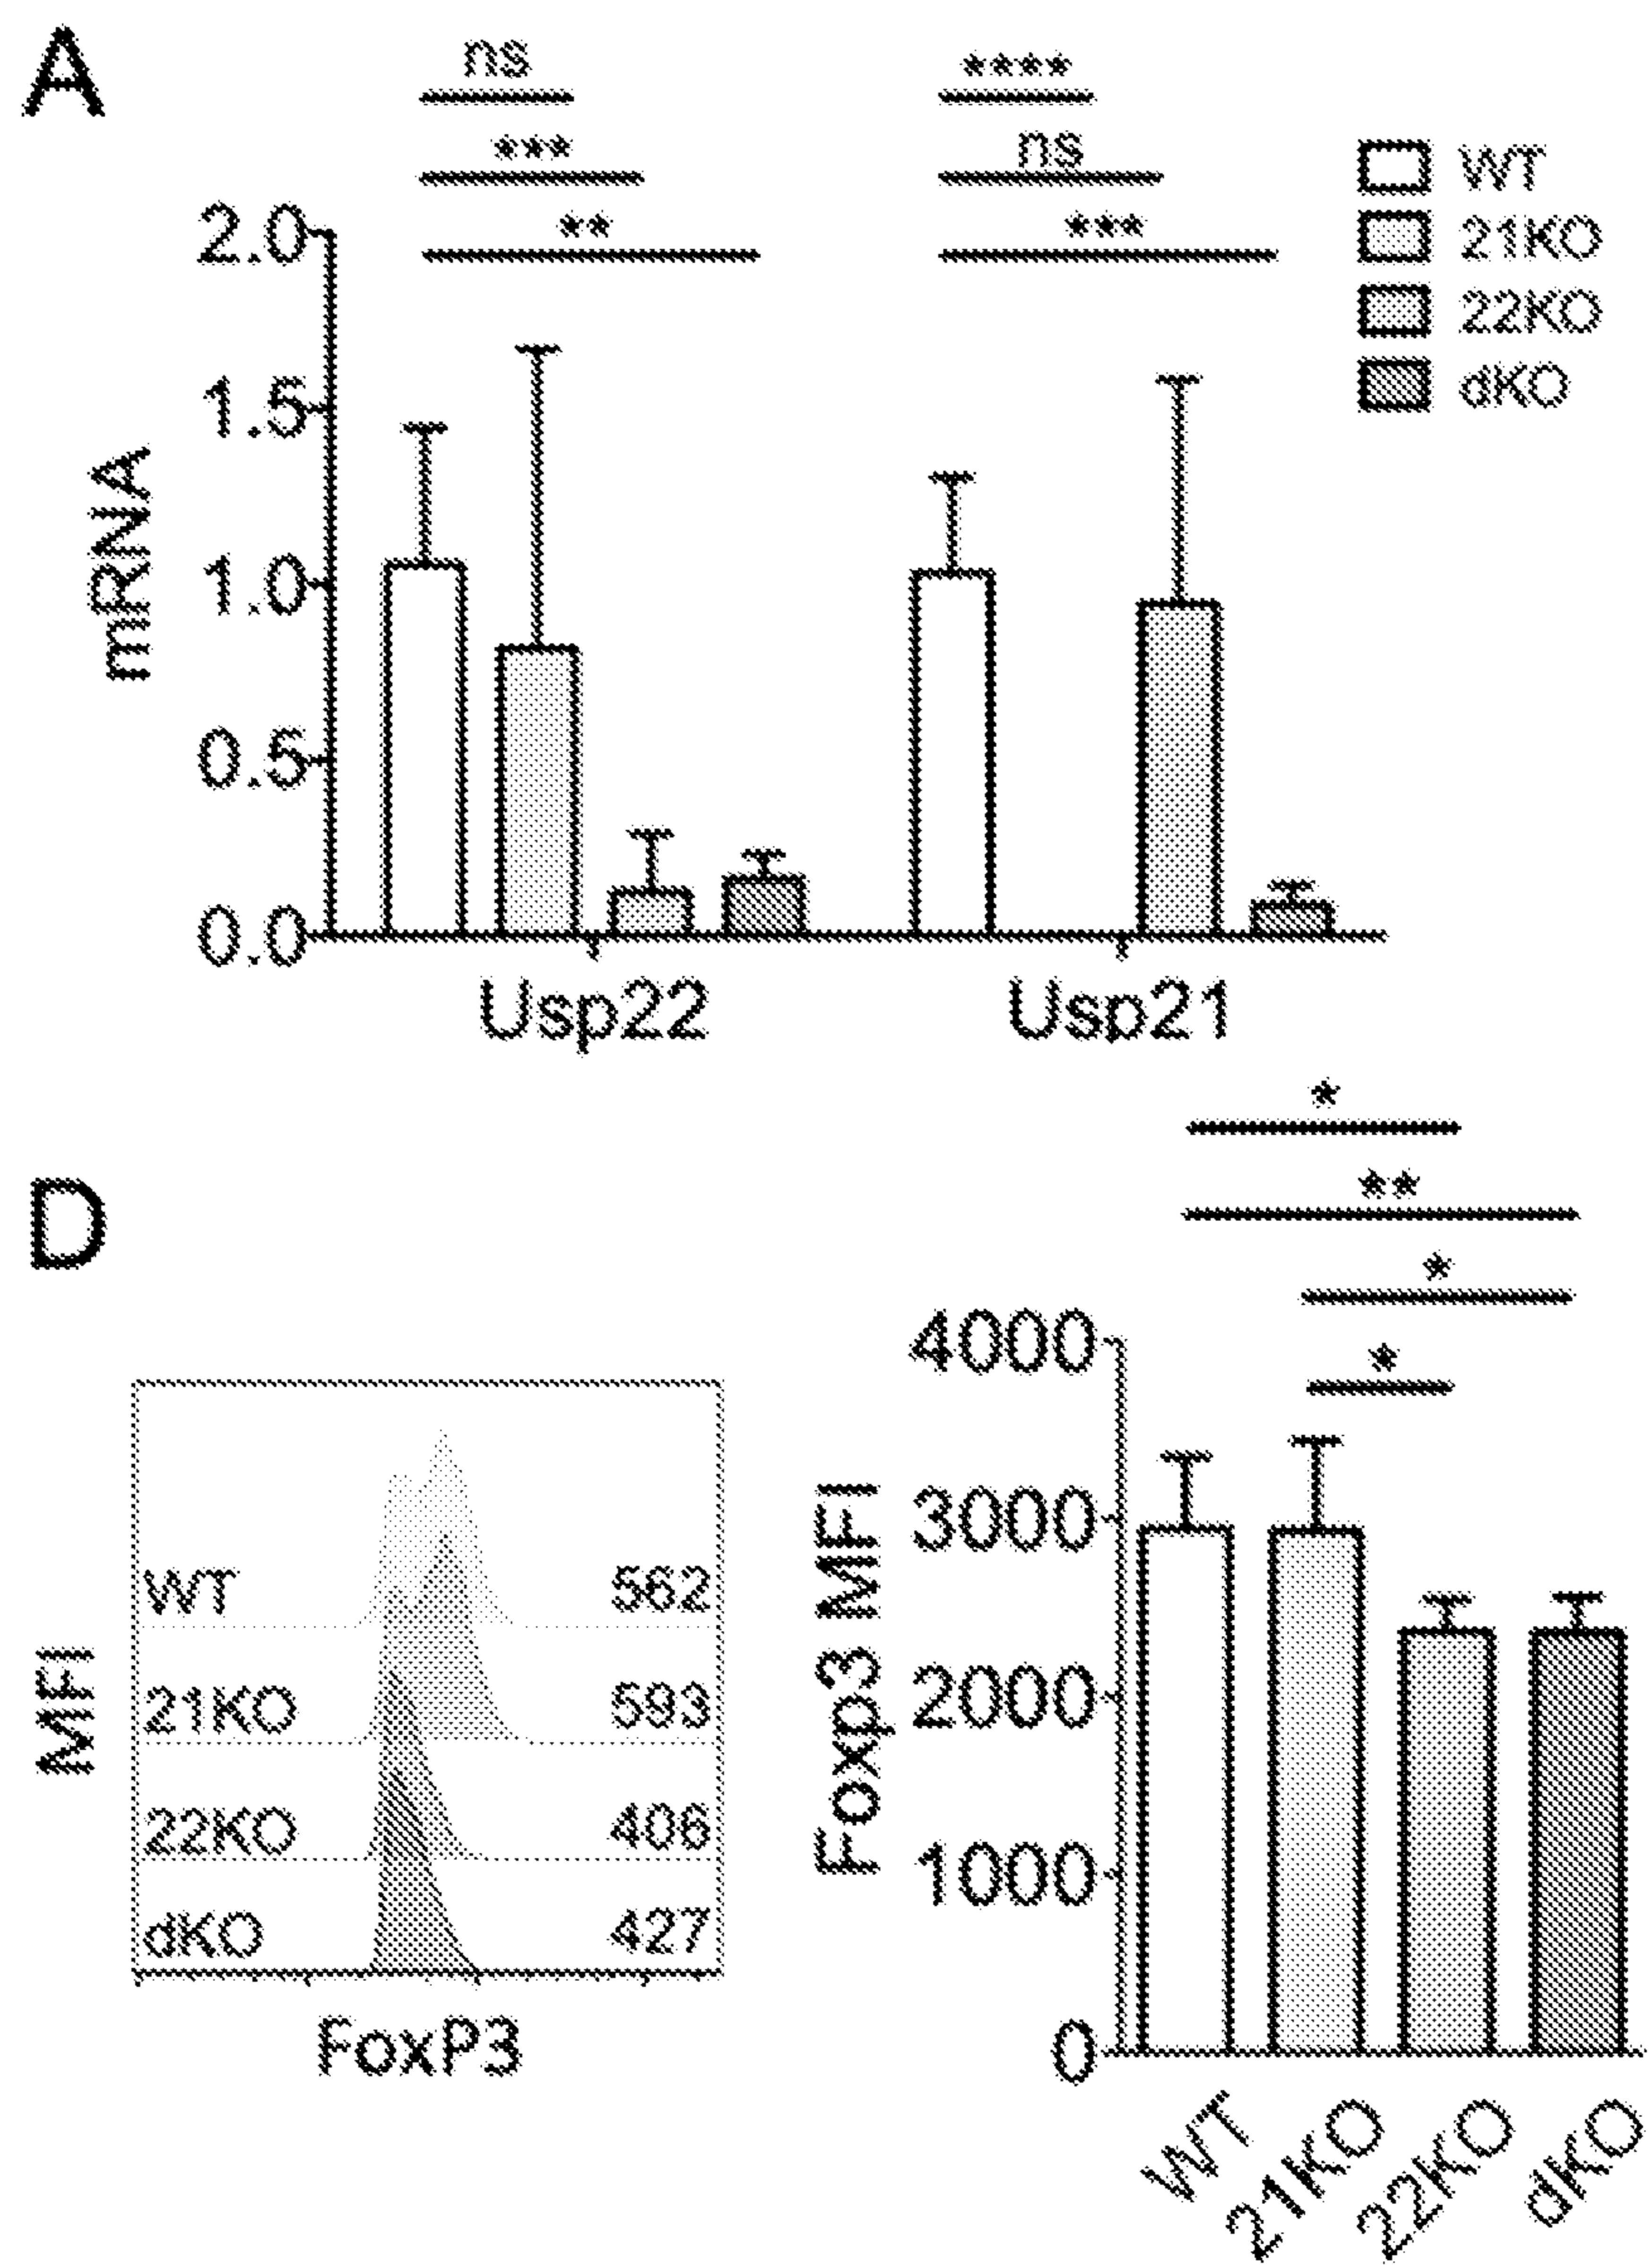 A
ns
****
***
ns
**
***
WT
21KO
22KO
dKO
mRNA
2.0
1.5
1.0
0.5
0.0
Usp22
Usp21
D
MFI
WT 562
21KO 593
22KO 406
dKO 427
FoxP3
*
**
*
*
Foxp3 MFI
4000
3000
2000
1000
0
WT
21KO
22KO
dKO